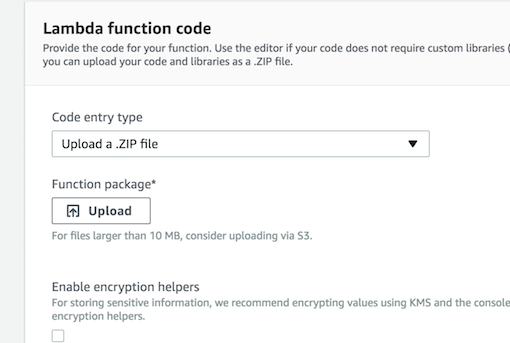 Lambda function code
Provide the code for your function. Use the editor if your code does not require custom libraries (
you can upload your code and libraries as a .ZIP file.
Code entry type
Upload a .ZIP file
Function package*
Upload
For files larger than 10 MB, consider uploading via S3.
Enable encryption helpers
For storing sensitive information, we recommend encrypting values using KMS and the console
encryption helpers.